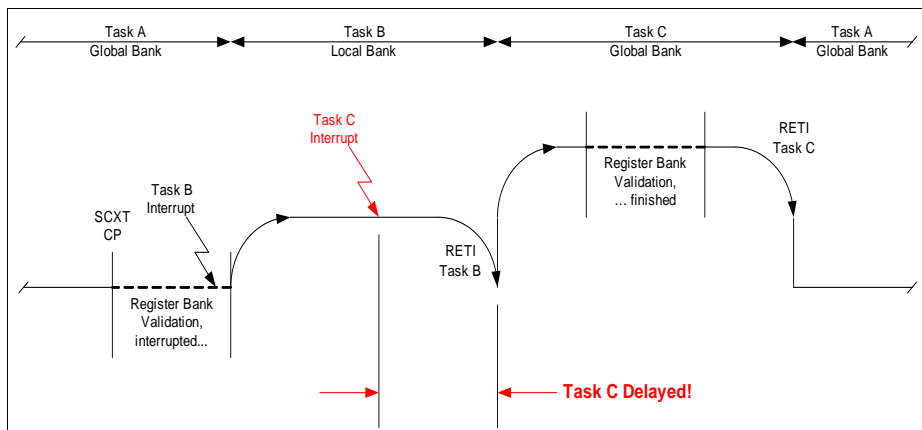 Task A
Global Bank
Task B
Local Bank
Task C
Global Bank
Task A
Global Bank
Task C
Interrupt
RETI
Task C
Register Bank
Validation,
... finished
Task B
Interrupt
SCXT
CP
RETI
Task B
Register Bank
Validation,
interrupted...
Task C Delayed!